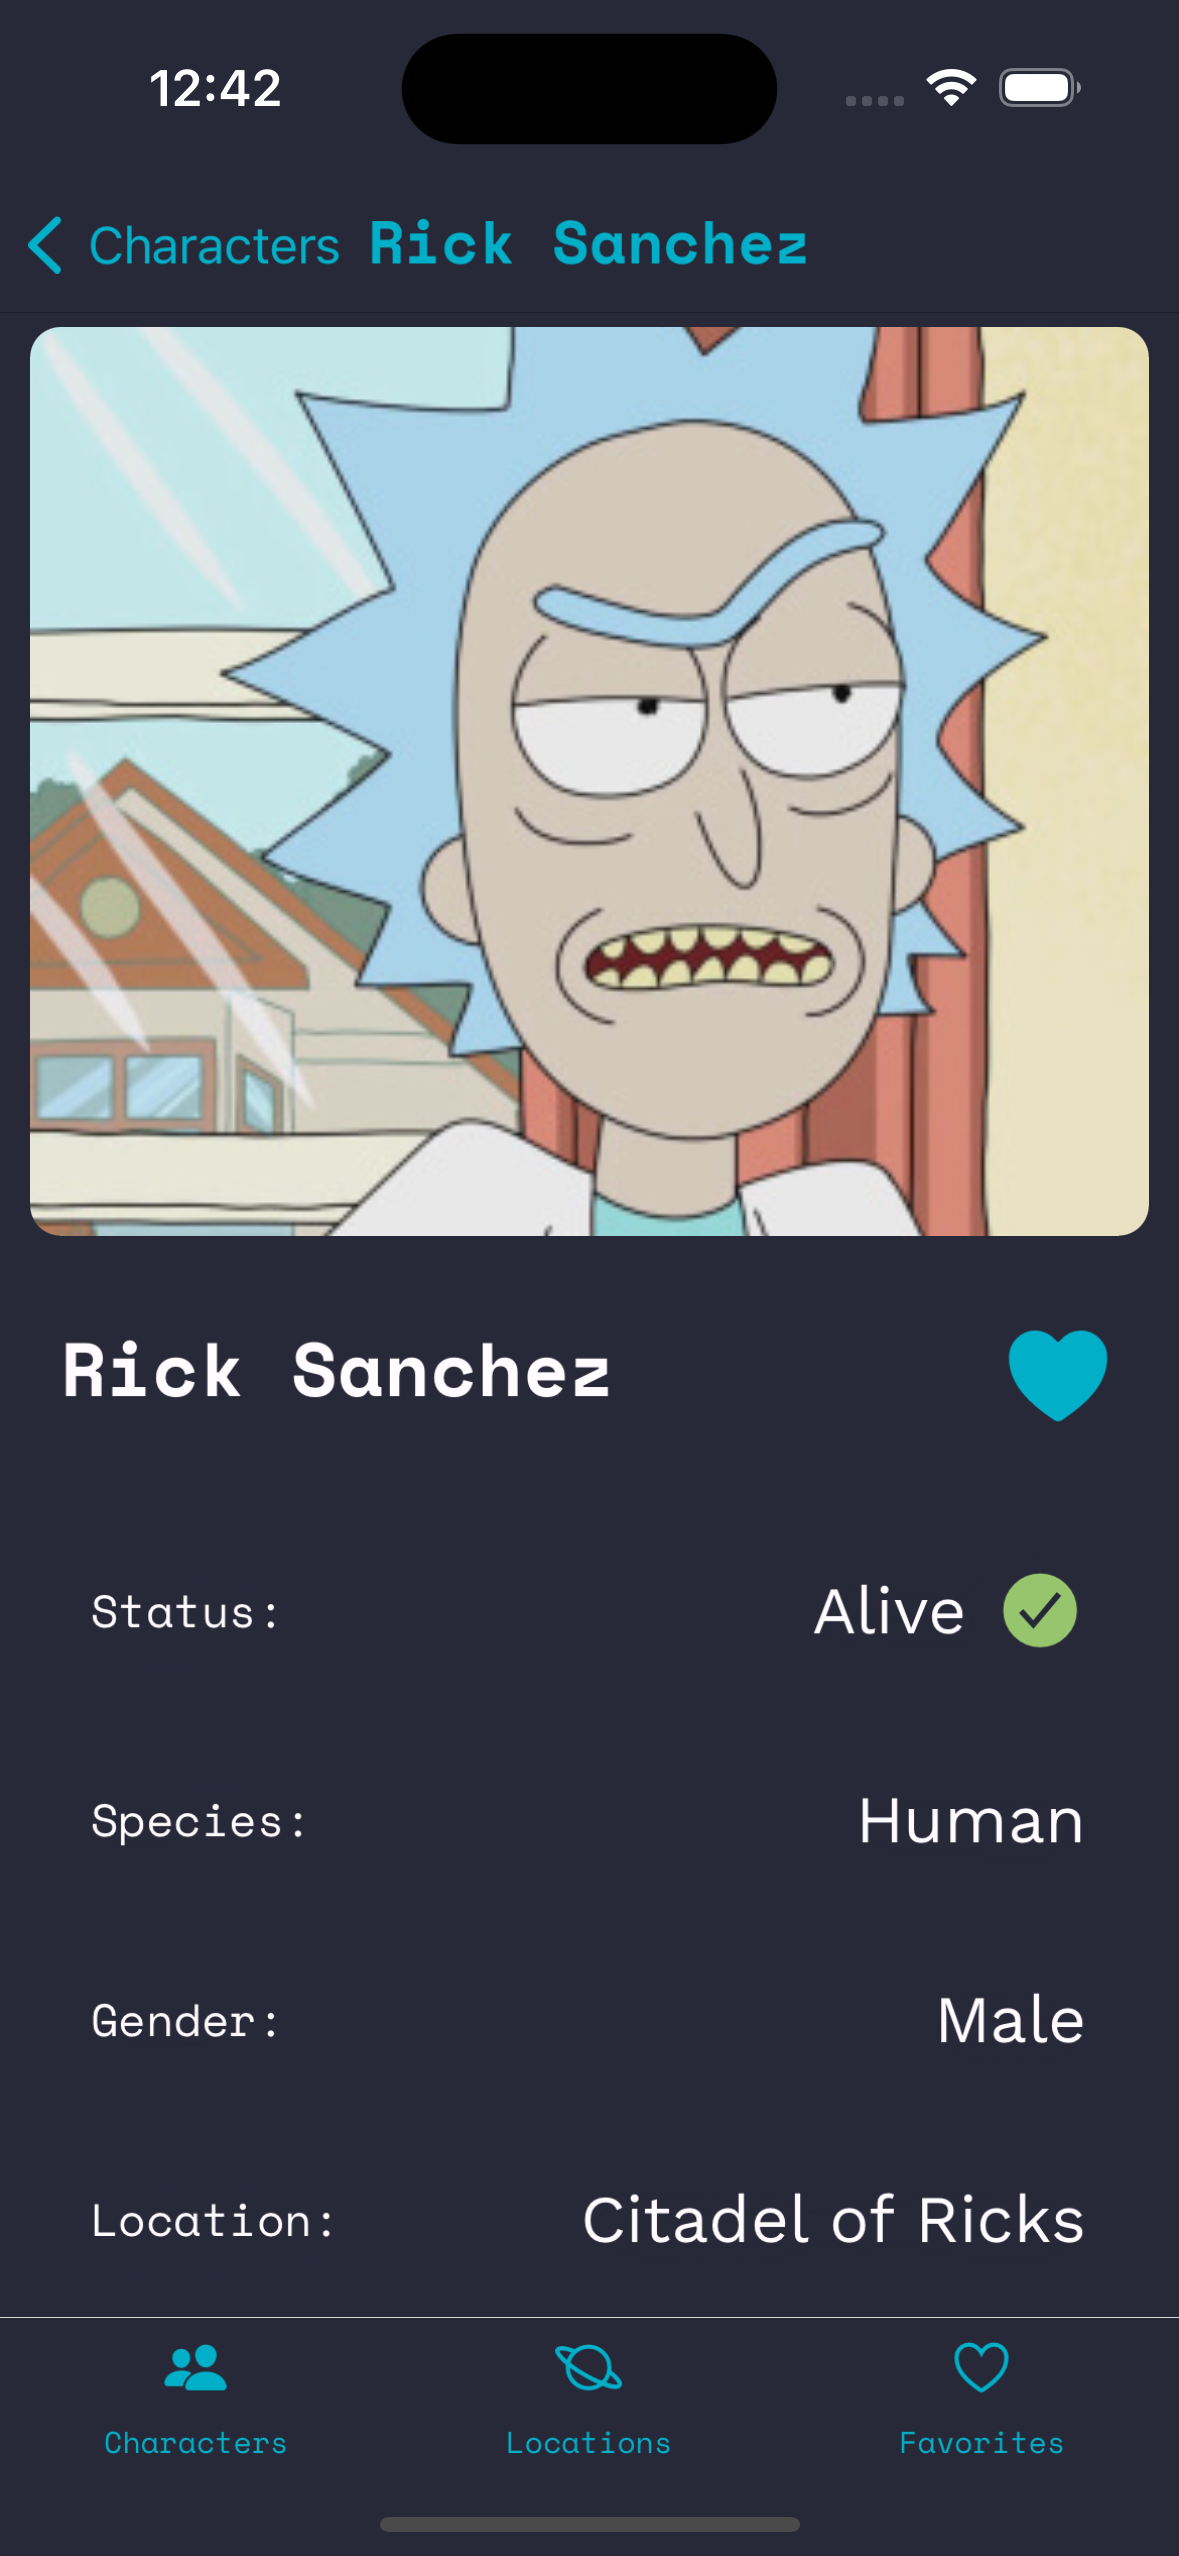 12:42
Characters Rick Sanchez
Rick Sanchez
Status: Alive
Species: Human
Gender: Male
Location: Citadel of Ricks
Characters Locations Favorites